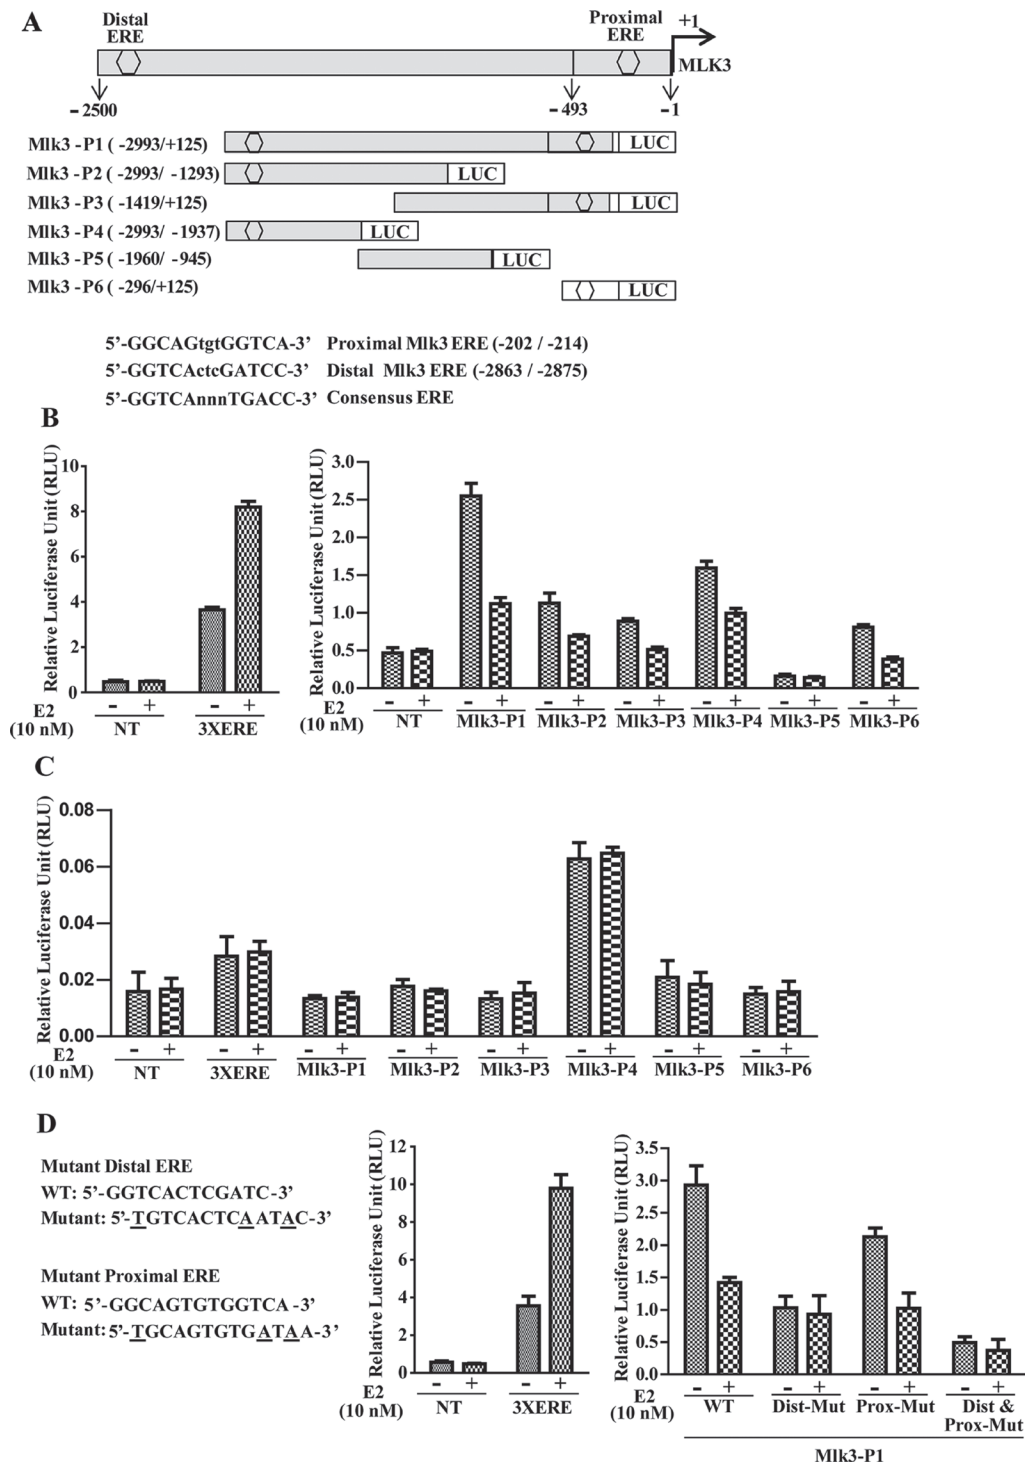 A
Distal
ERE
Proximal
ERE
+1
MLK3
-2500
-493
-1
Mlk3 -P1 ( -2993/+125)
LUC
Mlk3 -P2 ( -2993/ -1293)
LUC
Mlk3 -P3 ( -1419/+125)
LUC
Mlk3 -P4 ( -2993/ -1937)
LUC
Mlk3 -P5 ( -1960/ -945)
LUC
Mlk3 -P6 ( -296/+125)
LUC
5’-GGCAGtgtGGTCA-3’ Proximal Mlk3 ERE (-202 / -214)
5’-GGTCActcGATCC-3’ Distal Mlk3 ERE (-2863 / -2875)
5’-GGTCAnnnTGACC-3’ Consensus ERE
B
Relative Luciferase Unit (RLU)
10
8
6
4
2
0
E2
(10 nM)
- + - +
NT 3XERE
Relative Luciferase Unit (RLU)
3.0
2.5
2.0
1.5
1.0
0.5
0.0
E2
(10 nM)
- + - + - + - + - + - + - +
NT Mlk3-P1 Mlk3-P2 Mlk3-P3 Mlk3-P4 Mlk3-P5 Mlk3-P6
C
Relative Luciferase Unit (RLU)
0.08
0.06
0.04
0.02
0.00
E2
(10 nM)
- + - + - + - + - + - + - + - +
NT 3XERE Mlk3-P1 Mlk3-P2 Mlk3-P3 Mlk3-P4 Mlk3-P5 Mlk3-P6
D
Mutant Distal ERE
WT: 5’-GGTCACTCGATC-3’
Mutant: 5’-TGTCACTCAATAC-3’
Mutant Proximal ERE
WT: 5’-GGCAGTGTGGTCA -3’
Mutant: 5’-TGCAGTGTGATAA-3’
Relative Luciferase Unit (RLU)
12
10
8
6
4
2
0
E2
(10 nM)
- + - +
NT 3XERE
Relative Luciferase Unit (RLU)
3.5
3.0
2.5
2.0
1.5
1.0
0.5
0.0
E2
(10 nM)
- + - + - + - +
WT Dist-Mut Prox-Mut Dist &
Prox-Mut
Mlk3-P1